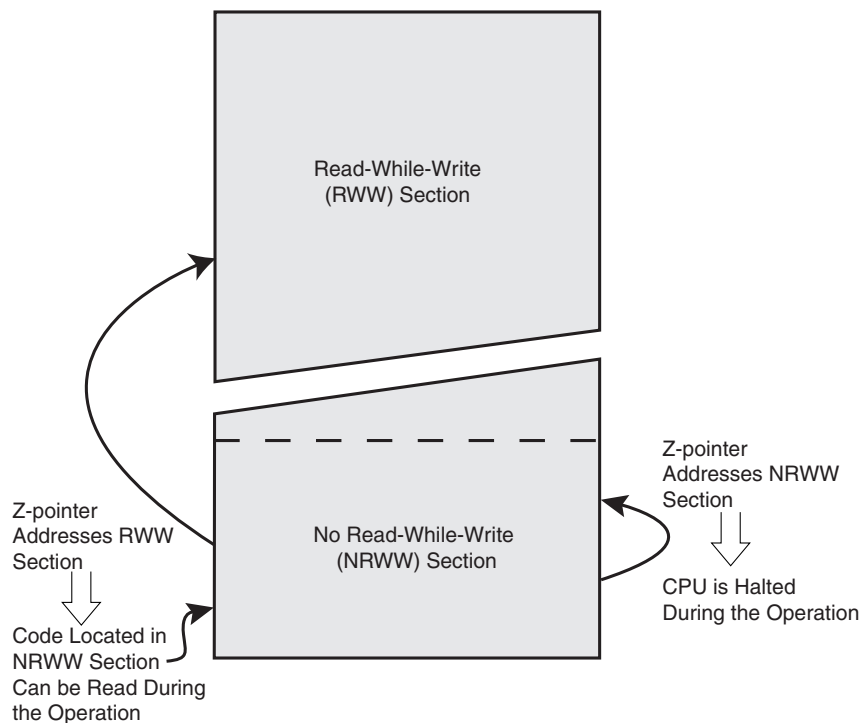 Read-While-Write
(RWW) Section
Z-pointer
Addresses NRWW
Section
Z-pointer
Addresses RWW
Section
No Read-While-Write
(NRWW) Section
CPU is Halted
During the Operation
Code Located in
NRWW Section
Can be Read During
the Operation